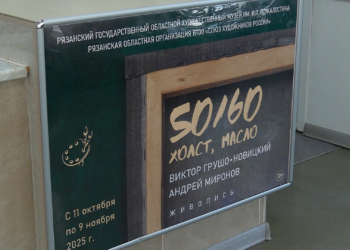 РЯЗАНСКИЙ ГОСУДАРСТВЕННЫЙ ОБЛАСТНОЙ ХУДОЖЕСТВЕННЫЙ МУЗЕЙ ИМ. И.П. ПОЖАЛОСТИНА
РЯЗАНСКАЯ ОБЛАСТНАЯ ОРГАНИЗАЦИЯ ВТОО «СОЮЗ ХУДОЖНИКОВ РОССИИ»
50/60
ХОЛСТ, МАСЛО
ВИКТОР ГРУШО-НОВИЦКИЙ
АНДРЕЙ МИРОНОВ
ЖИВОПИСЬ
С 11 октября
по 9 ноября
2025 г.